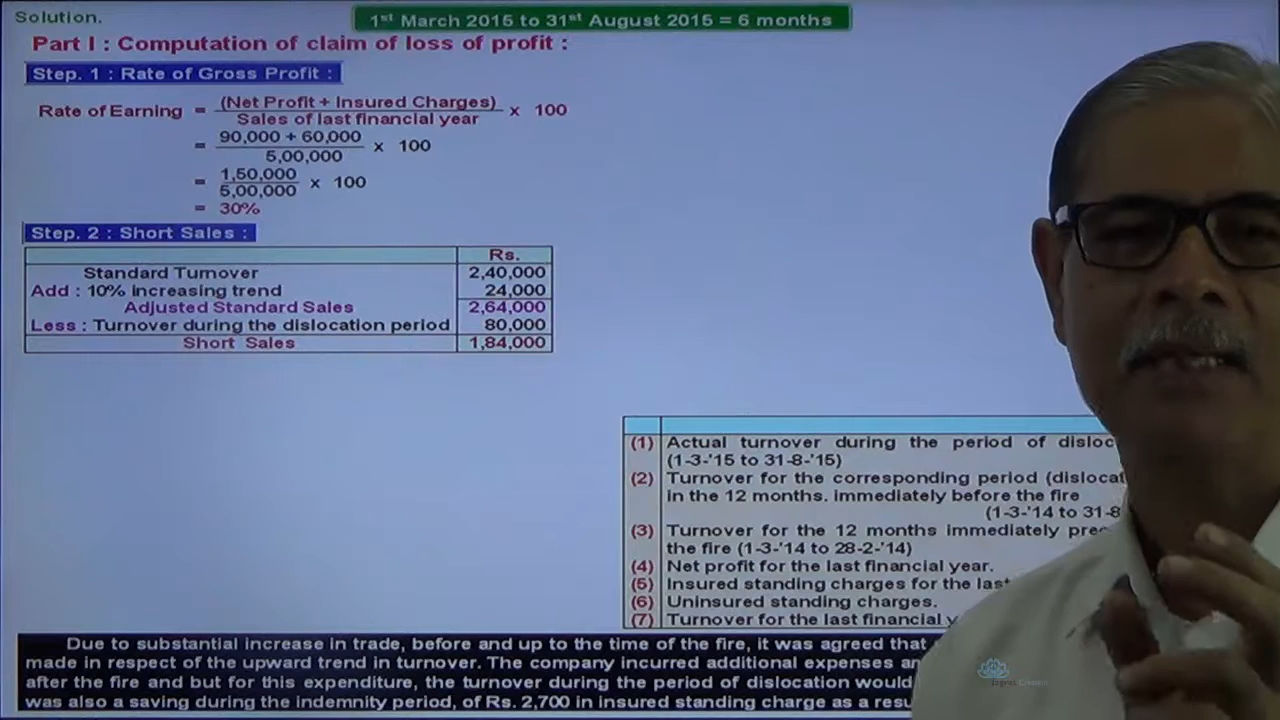 Solution.
1st March 2015 to 31st August 2015 = 6 months
Part I : Computation of claim of loss of profit :
Step. 1 : Rate of Gross Profit :
Rate of Earning = (Net Profit + Insured Charges) / Sales of last financial year x 100
= 90,000 + 60,000 / 5,00,000 x 100
= 1,50,000 / 5,00,000 x 100
= 30%
Step. 2 : Short Sales :
Rs.
Standard Turnover 2,40,000
Add : 10% increasing trend 24,000
Adjusted Standard Sales 2,64,000
Less : Turnover during the dislocation period 80,000
Short Sales 1,84,000
(1) Actual turnover during the period of
(1-3-'15 to 31-8-'15)
(2) Turnover for the corresponding period
in the 12 months. immediately before the fire
(1-3-'14 to 31-8
(3) Turnover for the 12 months immediately
the fire (1-3-'14 to 28-2-'14)
(4) Net profit for the last financial year.
(5) Insured standing charges for the last
(6) Uninsured standing charges.
(7) Turnover for the last financial
Due to substantial increase in trade, before and up to the time of the fire, it was agreed that
made in respect of the upward trend in turnover. The company incurred additional expenses
after the fire and but for this expenditure, the turnover during the period of dislocation would
was also a saving during the indemnity period, of Rs. 2,700 in insured standing charge as a